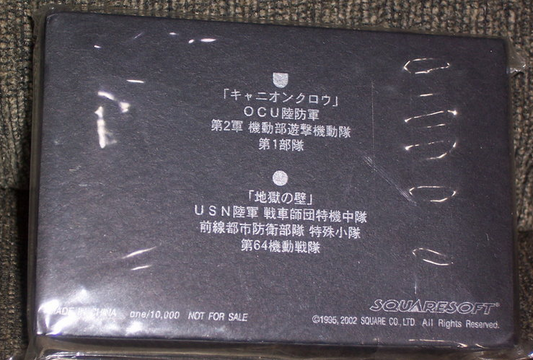 「キャニオンクロウ」
OCU陸防軍
第2軍 機動部遊撃機動隊
第1部隊
「地獄の壁」
USN陸軍 戦車師団特機中隊
前線都市防衛部隊 特殊小隊
第64機動戦隊
SQUARESOFT®
MADE IN CHINA one/10,000 NOT FOR SALE
©1995, 2002 SQUARE CO., LTD. All Rights Reserved.